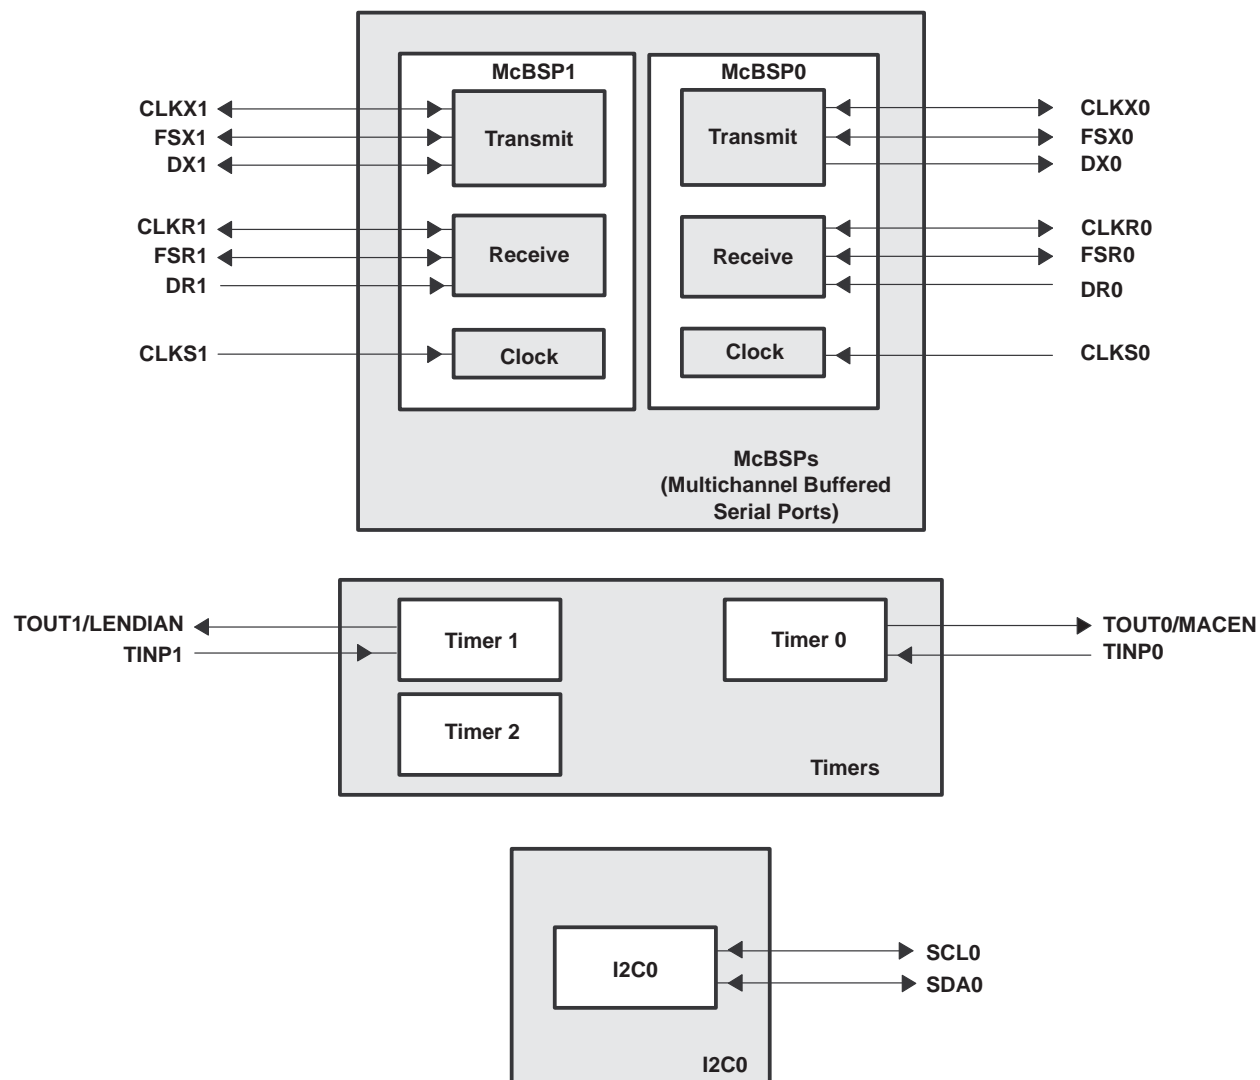 McBSP1
McBSP0
CLKX1
FSX1
DX1
Transmit
Transmit
CLKX0
FSX0
DX0
CLKR1
FSR1
DR1
Receive
Receive
CLKR0
FSR0
DR0
CLKS1
Clock
Clock
CLKS0
McBSPs
(Multichannel Buffered
Serial Ports)
TOUT1/LENDIAN
TINP1
Timer 1
Timer 0
TOUT0/MACEN
TINP0
Timer 2
Timers
I2C0
SCL0
SDA0
I2C0